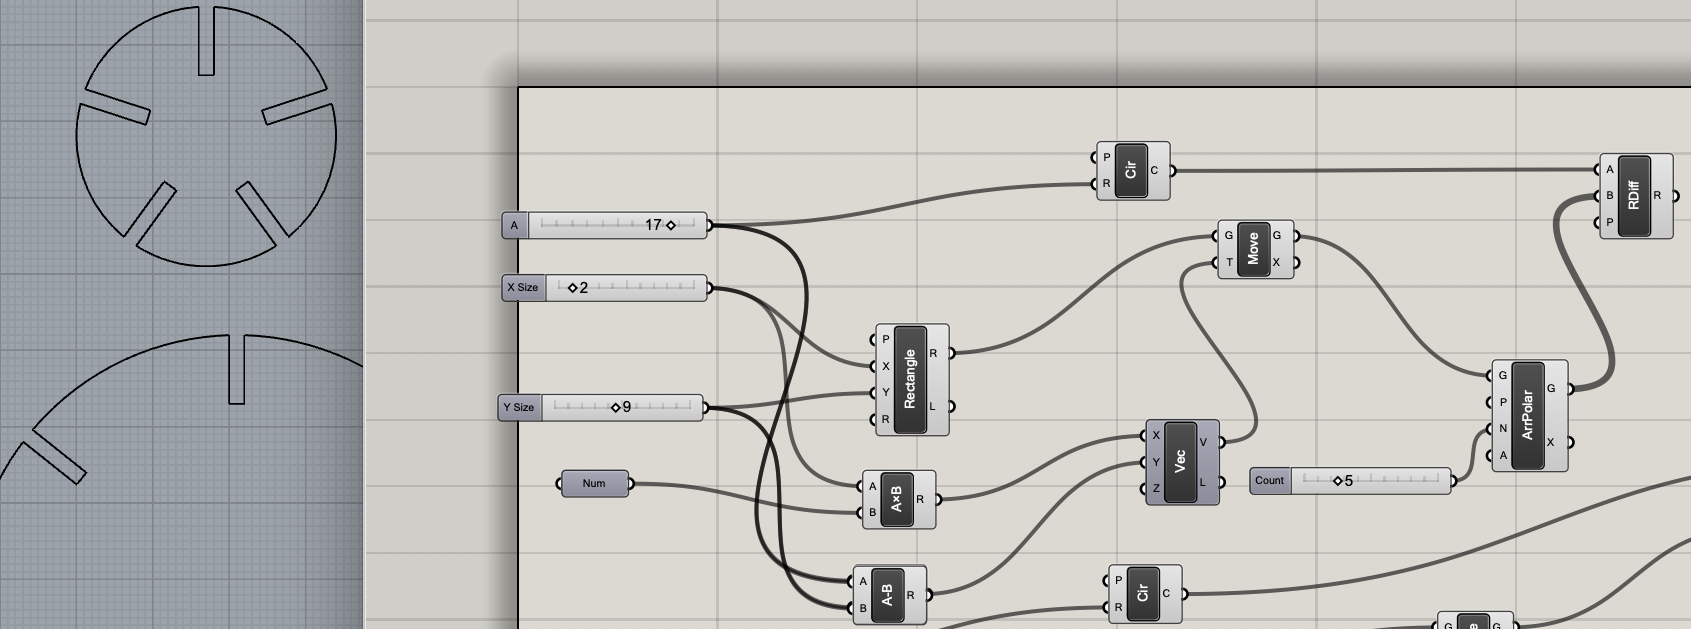 P
R
Cir
C
A
B
P
RDiff
R
A
17
G
T
Move
G
X
X Size
2
P
X
Y
R
Rectangle
R
L
Y Size
9
G
P
N
A
ArrPolar
G
X
X
Y
Z
Vec
V
L
Count
5
Num
A
B
A×B
R
A
B
A-B
R
P
R
Cir
C
G
e
G